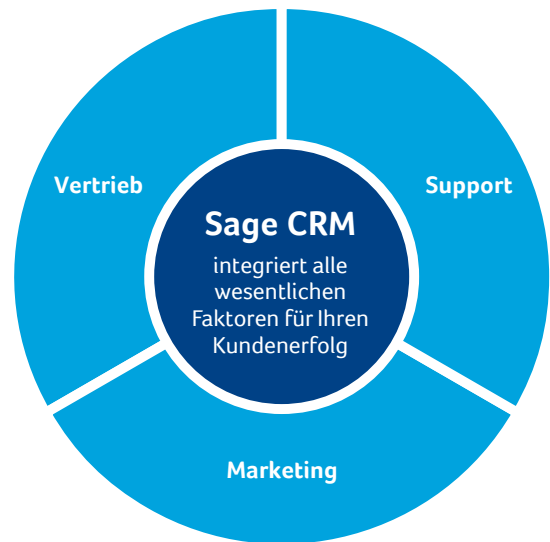 Vertrieb
Support
Sage CRM
integriert alle
wesentlichen
Faktoren für Ihren
Kundenerfolg
Marketing